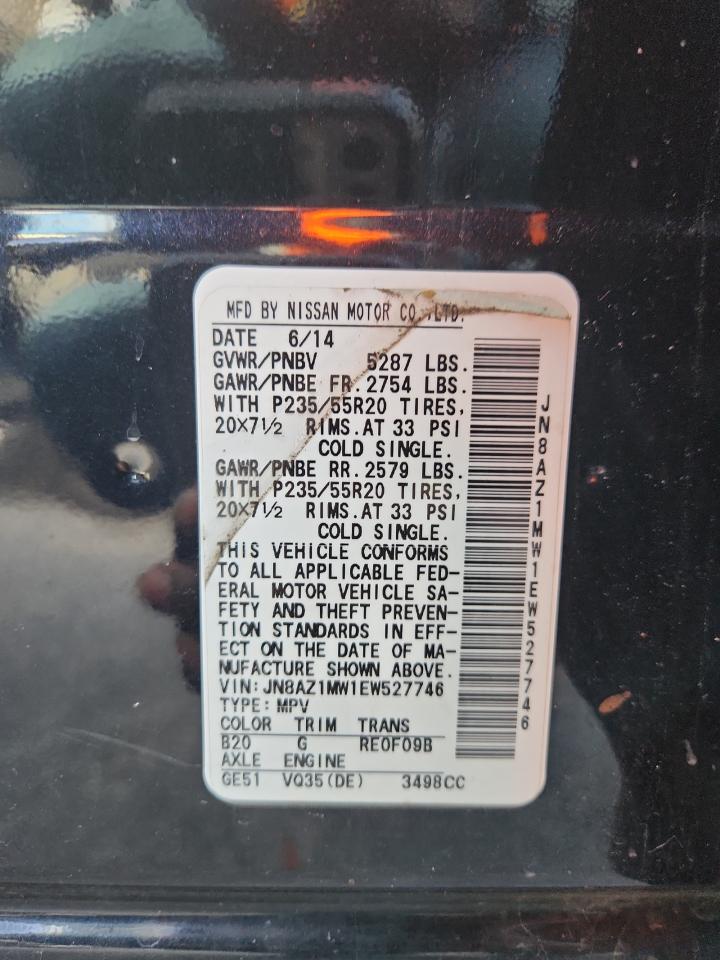 MFD BY NISSAN MOTOR CO.,LTD.
DATE 6/14
GVWR/PNBV 5287 LBS.
GAWR/PNBE FR. 2754 LBS.
WITH P235/55R20 TIRES,
20X7½ RIMS.AT 33 PSI
COLD SINGLE.
GAWR/PNBE RR. 2579 LBS.
WITH P235/55R20 TIRES,
20X7½ RIMS.AT 33 PSI
COLD SINGLE.
THIS VEHICLE CONFORMS
TO ALL APPLICABLE FED-
ERAL MOTOR VEHICLE SA-
FETY AND THEFT PREVEN-
TION STANDARDS IN EFF-
ECT ON THE DATE OF MA-
NUFACTURE SHOWN ABOVE.
VIN: JN8AZ1MW1EW527746
TYPE: MPV
COLOR TRIM TRANS
B20 G RE0F09B
AXLE ENGINE
GE51 VQ35(DE) 3498CC
JN8AZ1MW1EW527746